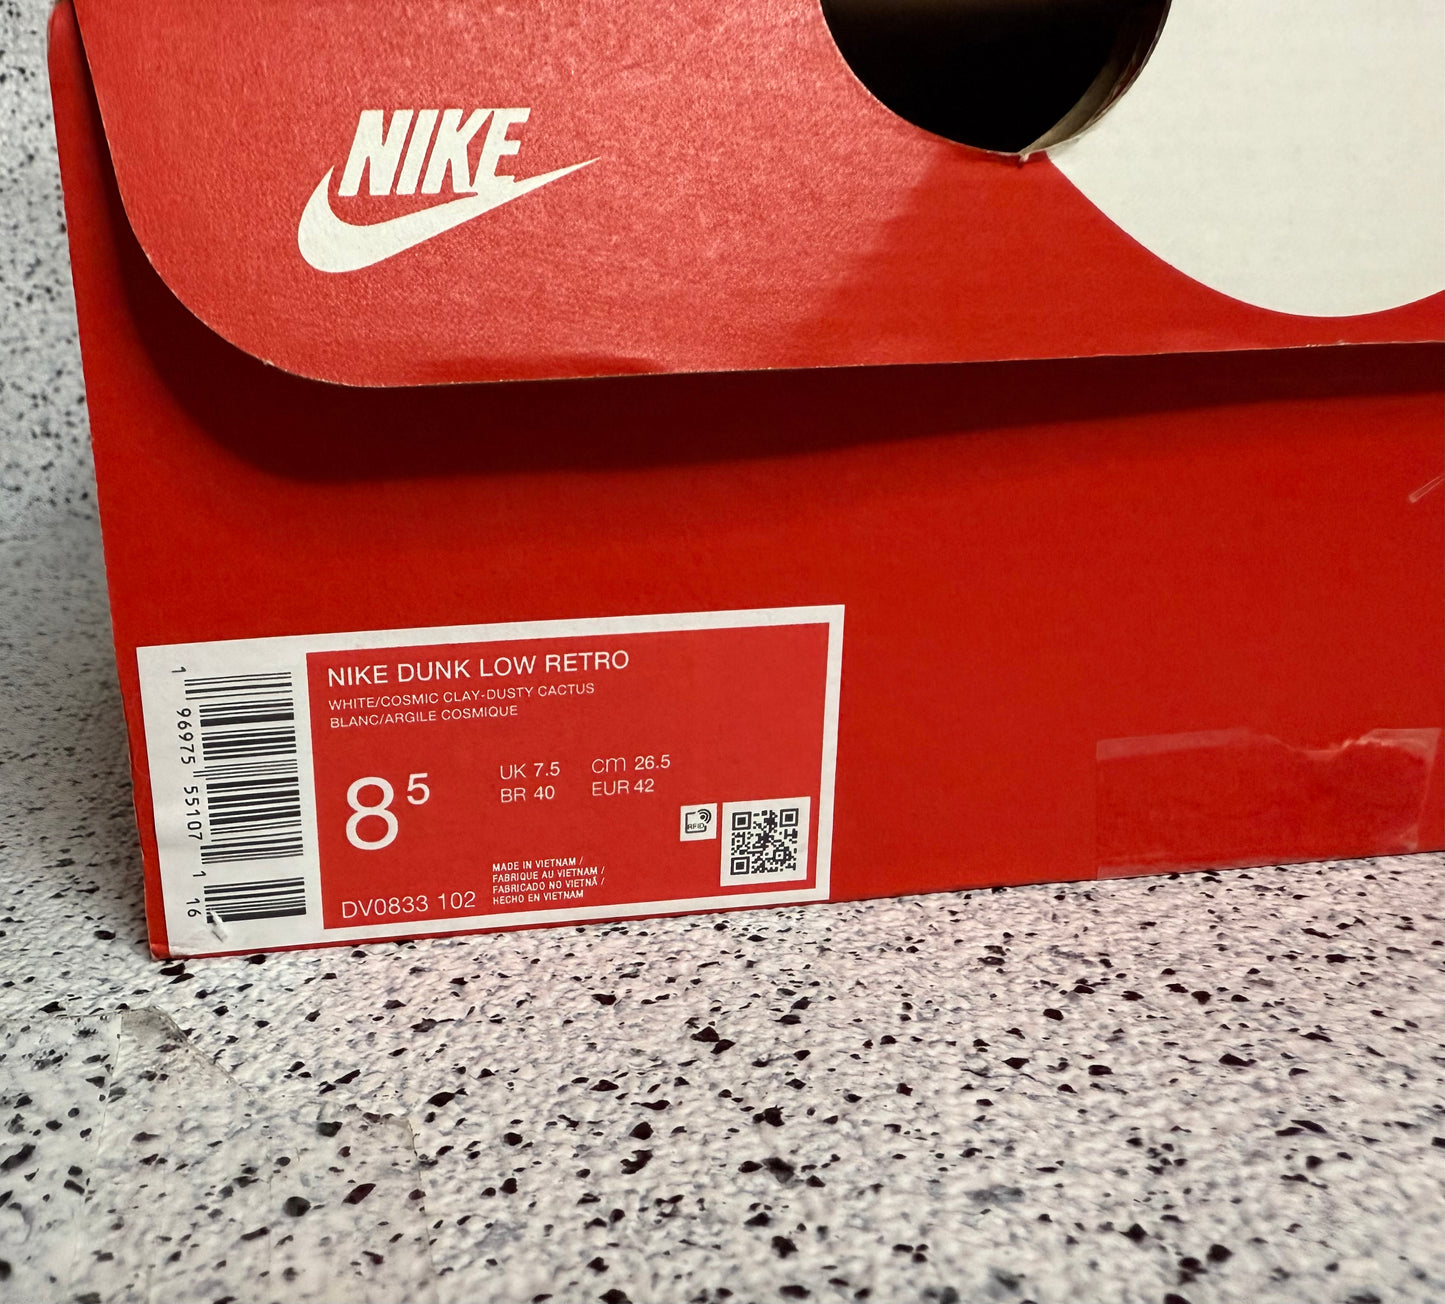 NIKE
NIKE DUNK LOW RETRO
WHITE/COSMIC CLAY-DUSTY CACTUS
BLANC/ARGILE COSMIQUE
8 5
UK 7.5 cm 26.5
BR 40 EUR 42
RFID
MADE IN VIETNAM /
FABRIQUE AU VIETNAM /
FABRICADO NO VIETNÃ /
HECHO EN VIETNAM
DV0833 102
1 96975 55107 1 16